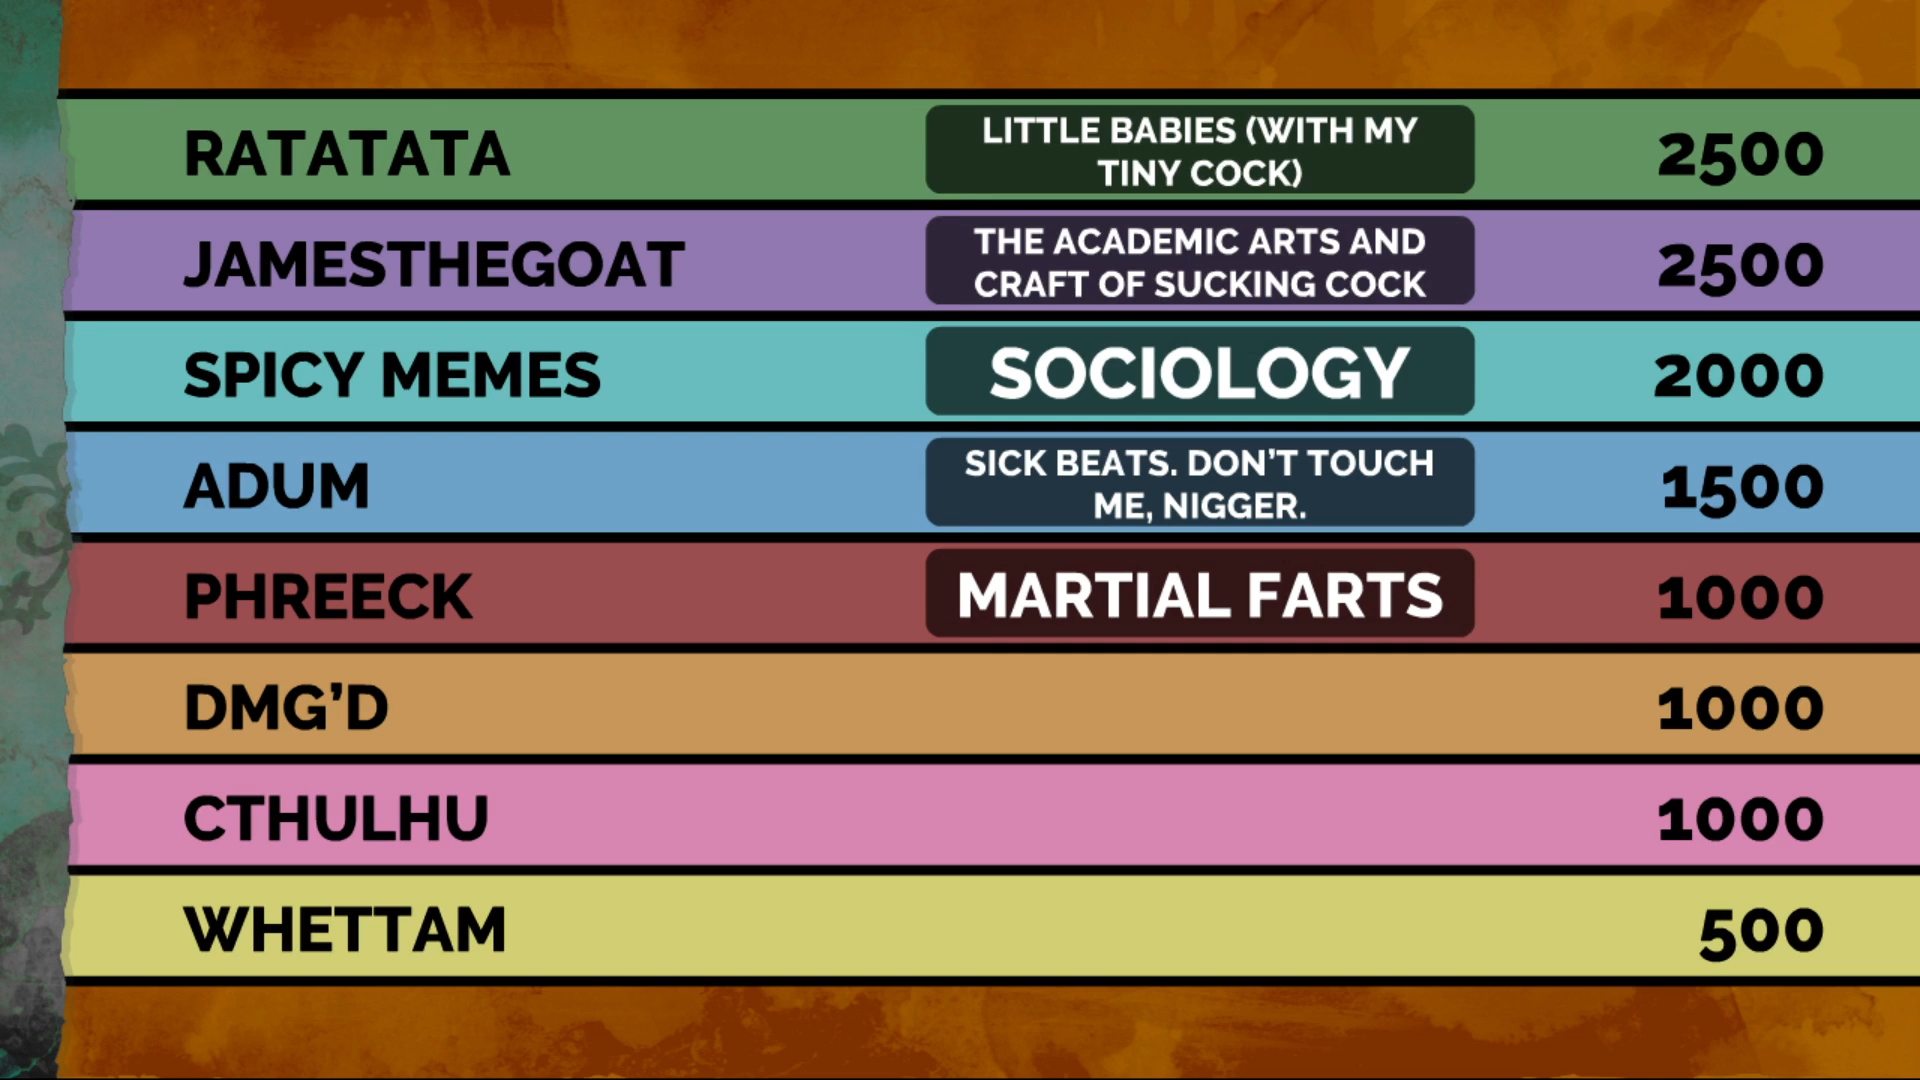 RATATATA
LITTLE BABIES (WITH MY
TINY COCK)
2500
JAMESTHEGOAT
THE ACADEMIC ARTS AND
CRAFT OF SUCKING COCK
2500
SPICY MEMES
SOCIOLOGY
2000
ADUM
SICK BEATS. DON'T TOUCH
ME, NIGGER.
1500
PHREECK
MARTIAL FARTS
1000
DMG'D
1000
CTHULHU
1000
WHETTAM
500